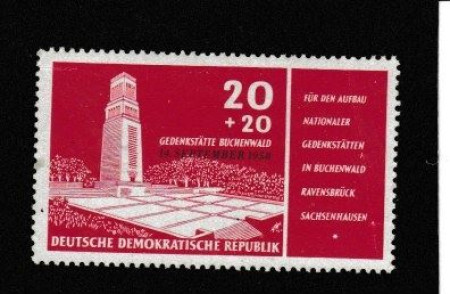 20
+ 20
GEDENKSTÄTTE BUCHENWALD
14. SEPTEMBER 1958
DEUTSCHE DEMOKRATISCHE REPUBLIK
FÜR DEN AUFBAU
NATIONALER
GEDENKSTÄTTEN
IN BUCHENWALD
RAVENSBRÜCK
SACHSENHAUSEN